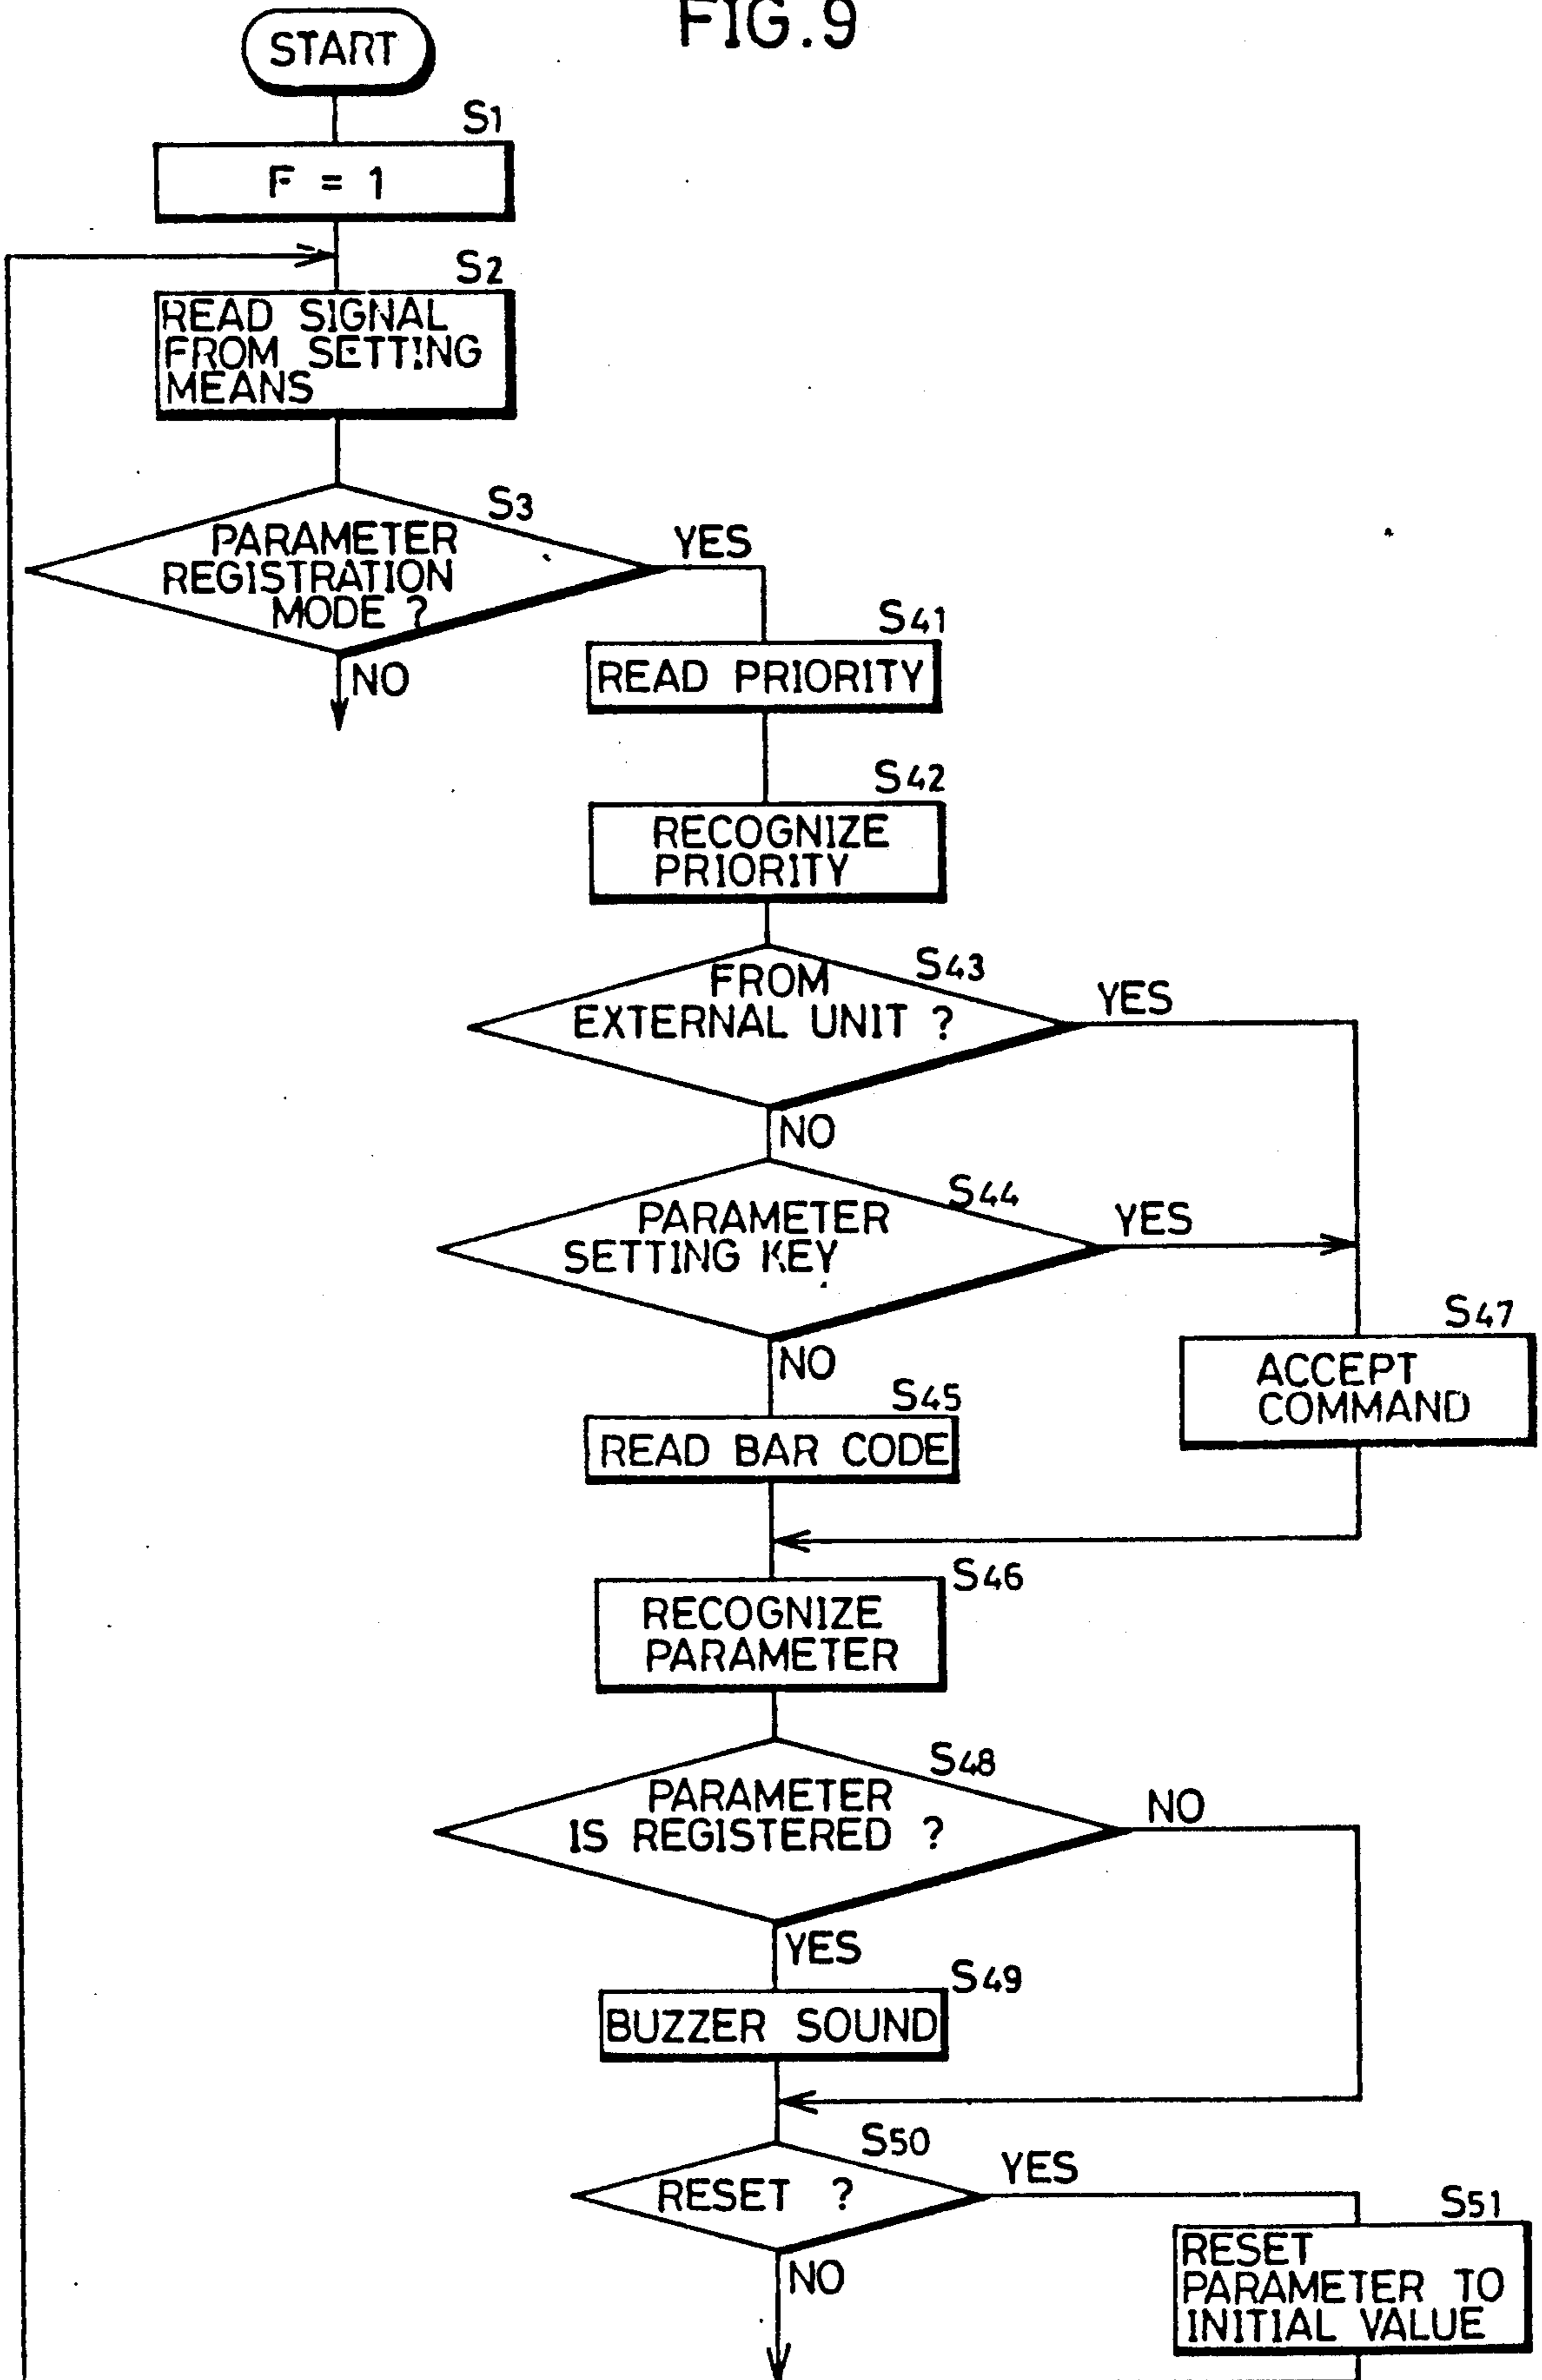 FIG.9
START
S1
F = 1
S2
READ SIGNAL
FROM SETTING
MEANS
S3
PARAMETER
REGISTRATION
MODE ?
YES
NO
S41
READ PRIORITY
S42
RECOGNIZE
PRIORITY
S43
FROM
EXTERNAL UNIT ?
YES
NO
S44
PARAMETER
SETTING KEY
YES
NO
S47
ACCEPT
COMMAND
S45
READ BAR CODE
S46
RECOGNIZE
PARAMETER
S48
PARAMETER
IS REGISTERED ?
NO
YES
S49
BUZZER SOUND
S50
RESET ?
YES
NO
S51
RESET
PARAMETER TO
INITIAL VALUE